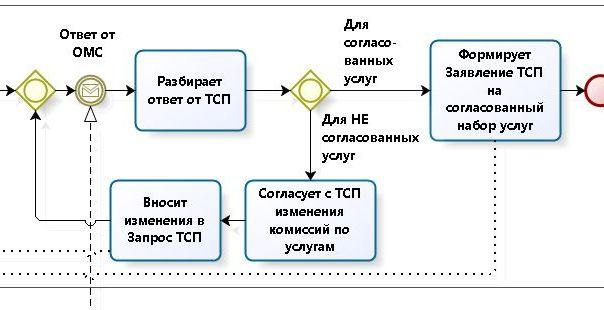 Ответ от
ОМС
Разбирает
ответ от ТСП
Для
согласо-
ванных
услуг
Формирует
Заявление ТСП
на
согласованный
набор услуг
Для НЕ
согласованных
услуг
Вносит
изменения в
Запрос ТСП
Согласует с ТСП
изменения
комиссий по
услугам